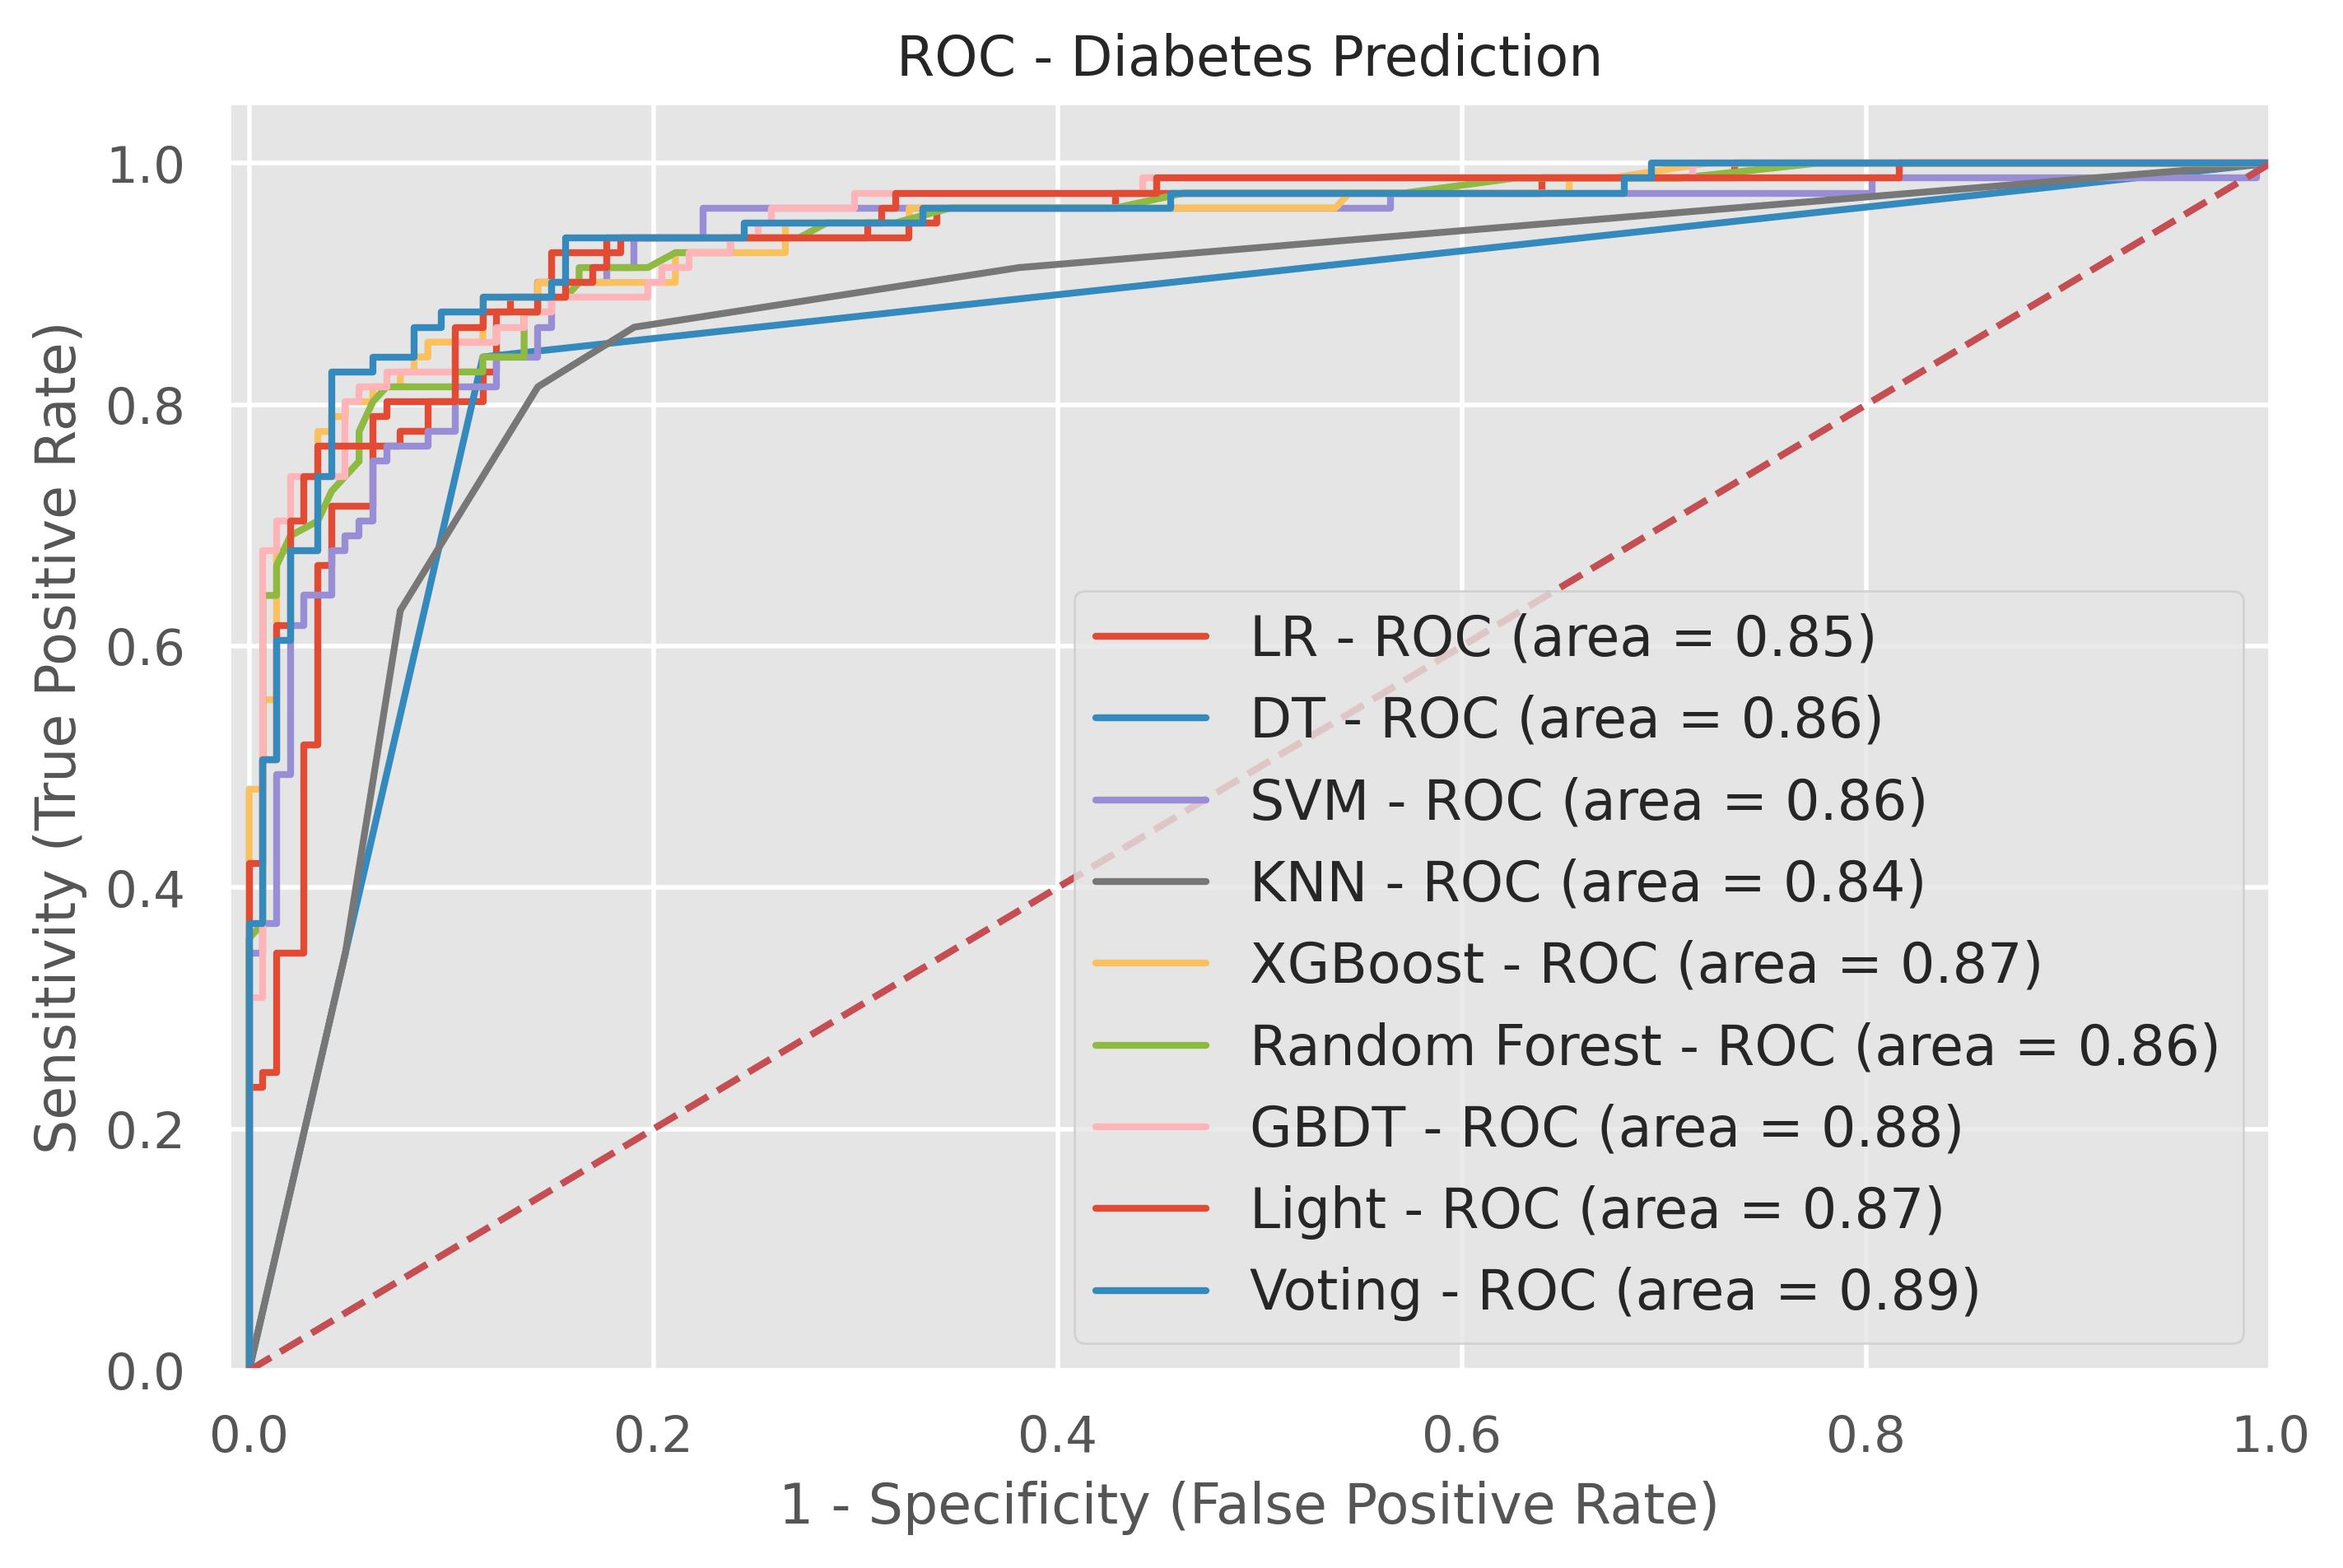 ROC - Diabetes Prediction
Sensitivity (True Positive Rate)
1.0
0.8
0.6
0.4
0.2
0.0
LR - ROC (area = 0.85)
DT - ROC (area = 0.86)
SVM - ROC (area = 0.86)
KNN - ROC (area = 0.84)
XGBoost - ROC (area = 0.87)
Random Forest - ROC (area = 0.86)
GBDT - ROC (area = 0.88)
Light - ROC (area = 0.87)
Voting - ROC (area = 0.89)
0.0 0.2 0.4 0.6 0.8 1.0
1 - Specificity (False Positive Rate)